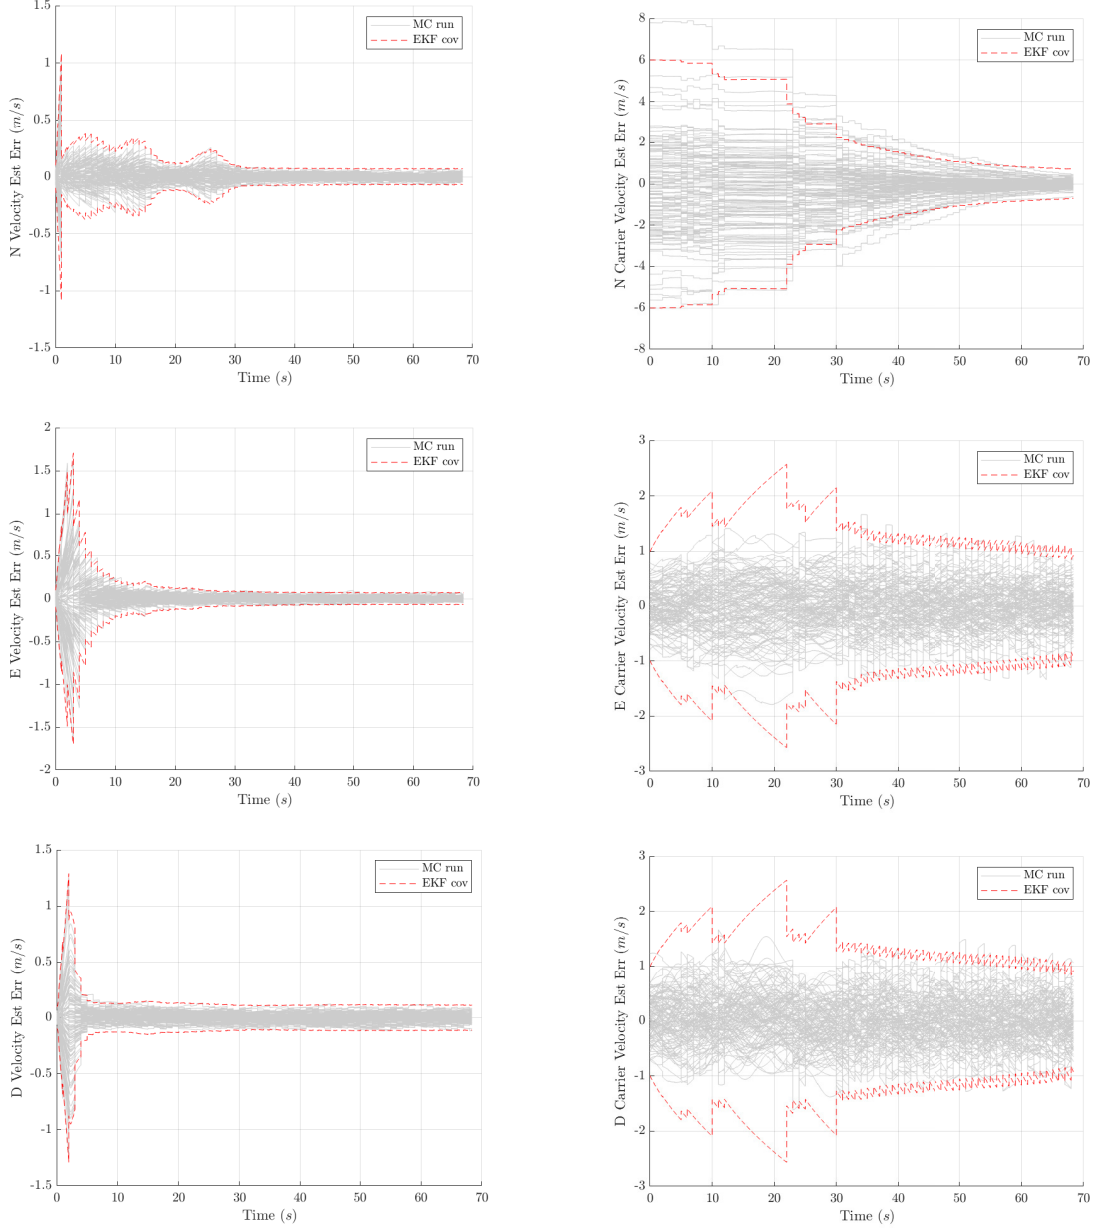 1.5
1
0.5
0
-0.5
-1
-1.5
N Velocity Est Err (m/s)
MC run
EKF cov
0 10 20 30 40 50 60 70
Time (s)
8
6
4
2
0
-2
-4
-6
-8
N Carrier Velocity Est Err (m/s)
MC run
EKF cov
0 10 20 30 40 50 60 70
Time (s)
2
1.5
1
0.5
0
-0.5
-1
-1.5
-2
E Velocity Est Err (m/s)
MC run
EKF cov
0 10 20 30 40 50 60 70
Time (s)
3
2
1
0
-1
-2
-3
E Carrier Velocity Est Err (m/s)
MC run
EKF cov
0 10 20 30 40 50 60 70
Time (s)
1.5
1
0.5
0
-0.5
-1
-1.5
D Velocity Est Err (m/s)
MC run
EKF cov
0 10 20 30 40 50 60 70
Time (s)
3
2
1
0
-1
-2
-3
D Carrier Velocity Est Err (m/s)
MC run
EKF cov
0 10 20 30 40 50 60 70
Time (s)